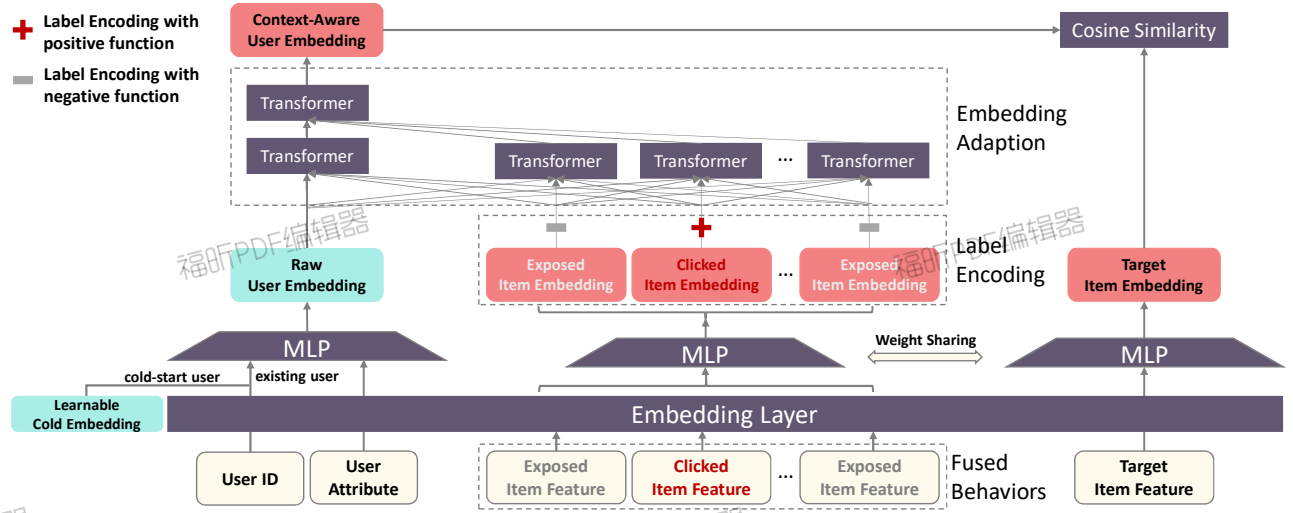 Label Encoding with
positive function
Label Encoding with
negative function
Context-Aware
User Embedding
Cosine Similarity
Transformer
Transformer
Transformer
Transformer
...
Transformer
Embedding
Adaption
福昕PDF编辑器
Raw
User Embedding
Exposed
Item Embedding
Clicked
Item Embedding
...
Exposed
Item Embedding
福昕PDF编辑器
Label
Encoding
Target
Item Embedding
MLP
MLP
Weight Sharing
MLP
cold-start user
existing user
Learnable
Cold Embedding
Embedding Layer
User ID
User
Attribute
Exposed
Item Feature
Clicked
Item Feature
...
Exposed
Item Feature
Fused
Behaviors
Target
Item Feature